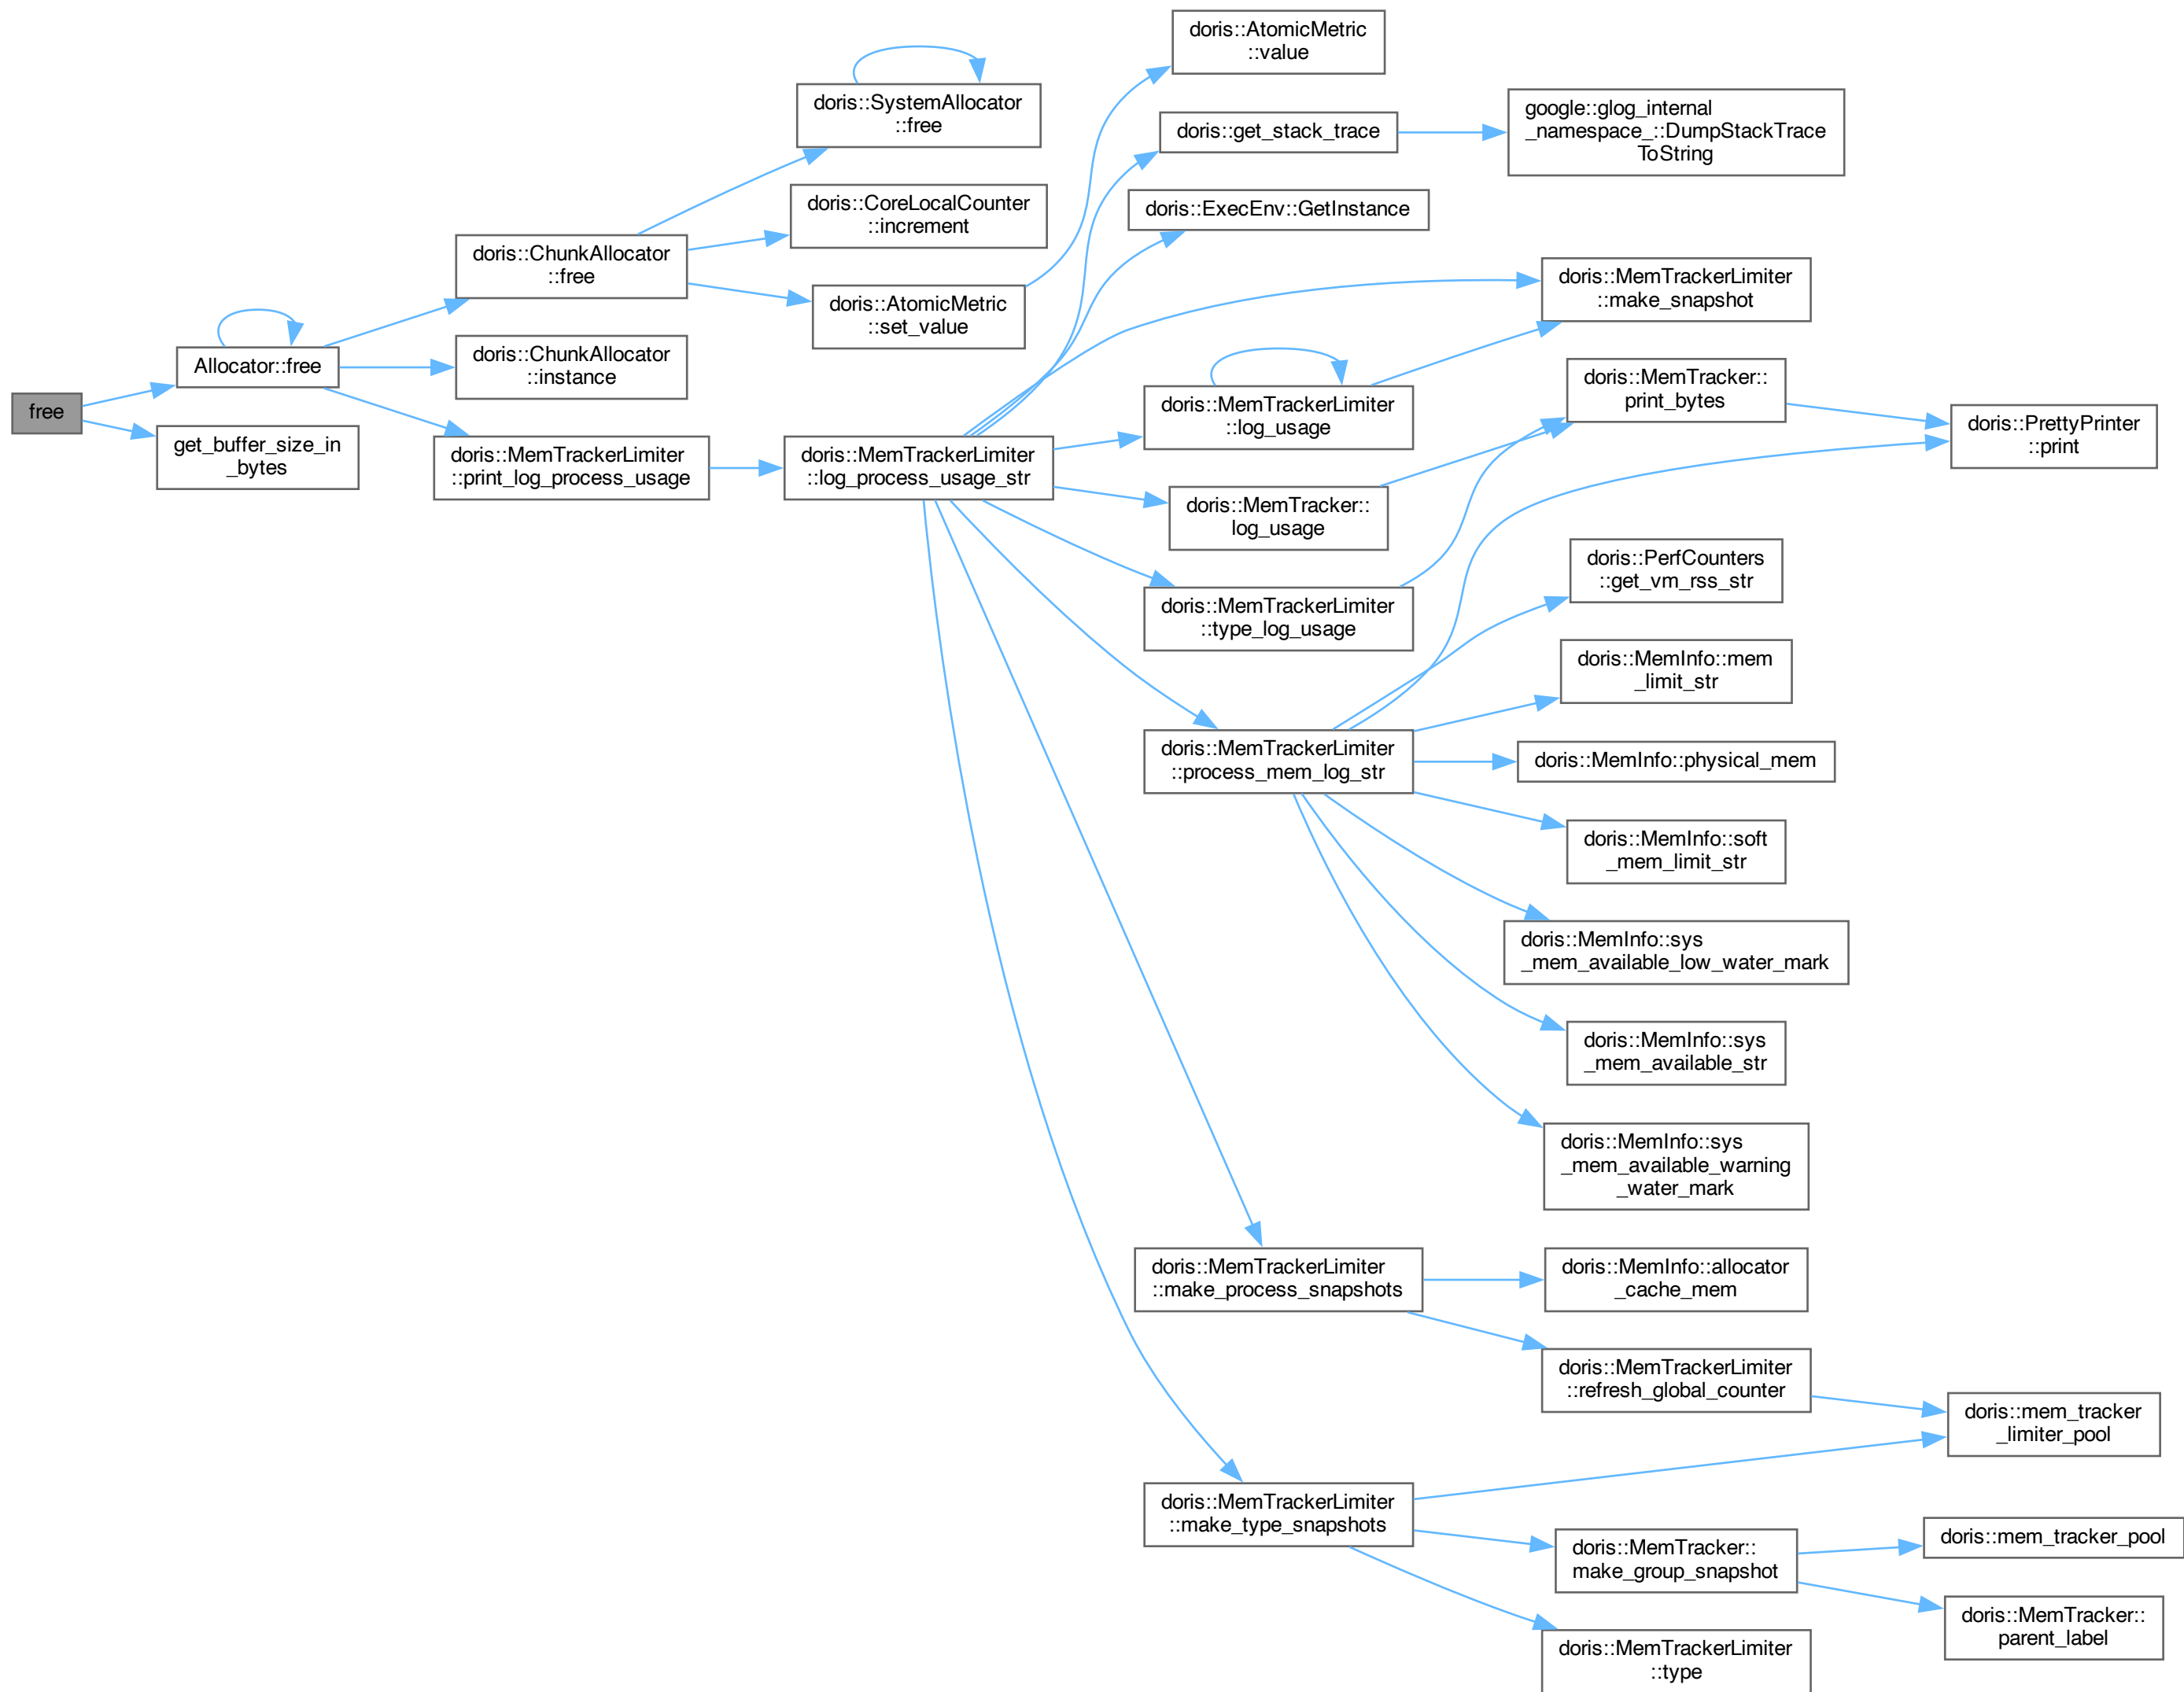 free
Allocator::free
get_buffer_size_in
_bytes
doris::ChunkAllocator
::free
doris::ChunkAllocator
::instance
doris::MemTrackerLimiter
::print_log_process_usage
doris::SystemAllocator
::free
doris::CoreLocalCounter
::increment
doris::AtomicMetric
::set_value
doris::MemTrackerLimiter
::log_process_usage_str
doris::AtomicMetric
::value
doris::get_stack_trace
doris::ExecEnv::GetInstance
doris::MemTrackerLimiter
::log_usage
doris::MemTracker::
log_usage
doris::MemTrackerLimiter
::type_log_usage
doris::MemTrackerLimiter
::process_mem_log_str
doris::MemTrackerLimiter
::make_process_snapshots
doris::MemTrackerLimiter
::make_type_snapshots
google::glog_internal
_namespace_::DumpStackTrace
ToString
doris::MemTrackerLimiter
::make_snapshot
doris::MemTracker::
print_bytes
doris::PerfCounters
::get_vm_rss_str
doris::MemInfo::mem
_limit_str
doris::MemInfo::physical_mem
doris::MemInfo::soft
_mem_limit_str
doris::MemInfo::sys
_mem_available_low_water_mark
doris::MemInfo::sys
_mem_available_str
doris::MemInfo::sys
_mem_available_warning
_water_mark
doris::MemInfo::allocator
_cache_mem
doris::MemTrackerLimiter
::refresh_global_counter
doris::MemTracker::
make_group_snapshot
doris::MemTrackerLimiter
::type
doris::PrettyPrinter
::print
doris::mem_tracker
_limiter_pool
doris::mem_tracker_pool
doris::MemTracker::
parent_label